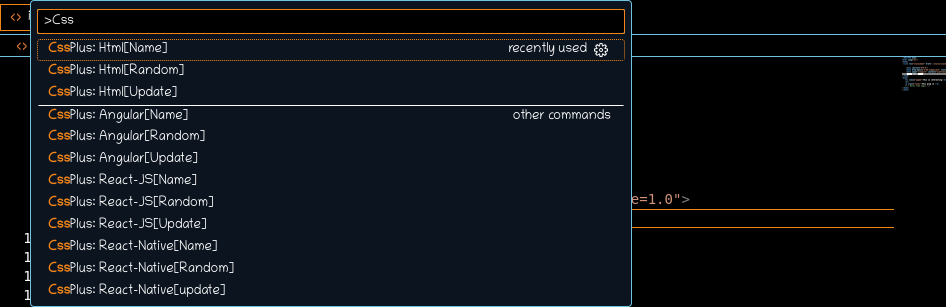 >Css
CssPlus: Html[Name] recently used
CssPlus: Html[Random]
CssPlus: Html[Update]
CssPlus: Angular[Name] other commands
CssPlus: Angular[Random]
CssPlus: Angular[Update]
CssPlus: React-JS[Name]
CssPlus: React-JS[Random]
e=1.0">
CssPlus: React-JS[Update]
CssPlus: React-Native[Name]
CssPlus: React-Native[Random]
CssPlus: React-Native[update]